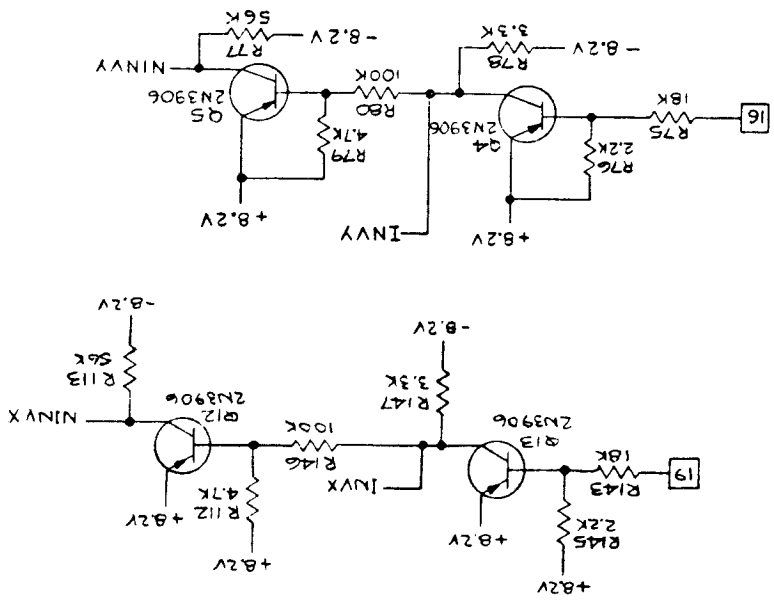 +8.2V
+8.2V
R145
2.2K
+8.2V
R112
4.7K
+8.2V
19
R143
18K
INVX
Q13
2N3906
R146
100K
R147
3.3K
Q12
2N3906
NINVX
R113
56K
-8.2V
-8.2V
+8.2V
INVY
+8.2V
R76
2.2K
Q4
2N3906
R79
4.7K
Q5
2N3906
16
R75
18K
R80
100K
NINVY
-8.2V
R78
3.3K
-8.2V
R77
56K